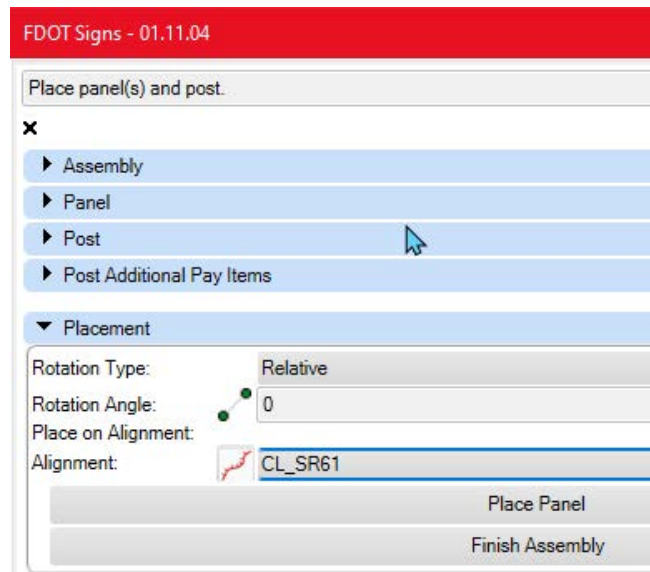 FDOT Signs - 01.11.04
Place panel(s) and post.
Assembly
Panel
Post
Post Additional Pay Items
Placement
Rotation Type: Relative
Rotation Angle: 0
Place on Alignment:
Alignment: CL_SR61
Place Panel
Finish Assembly